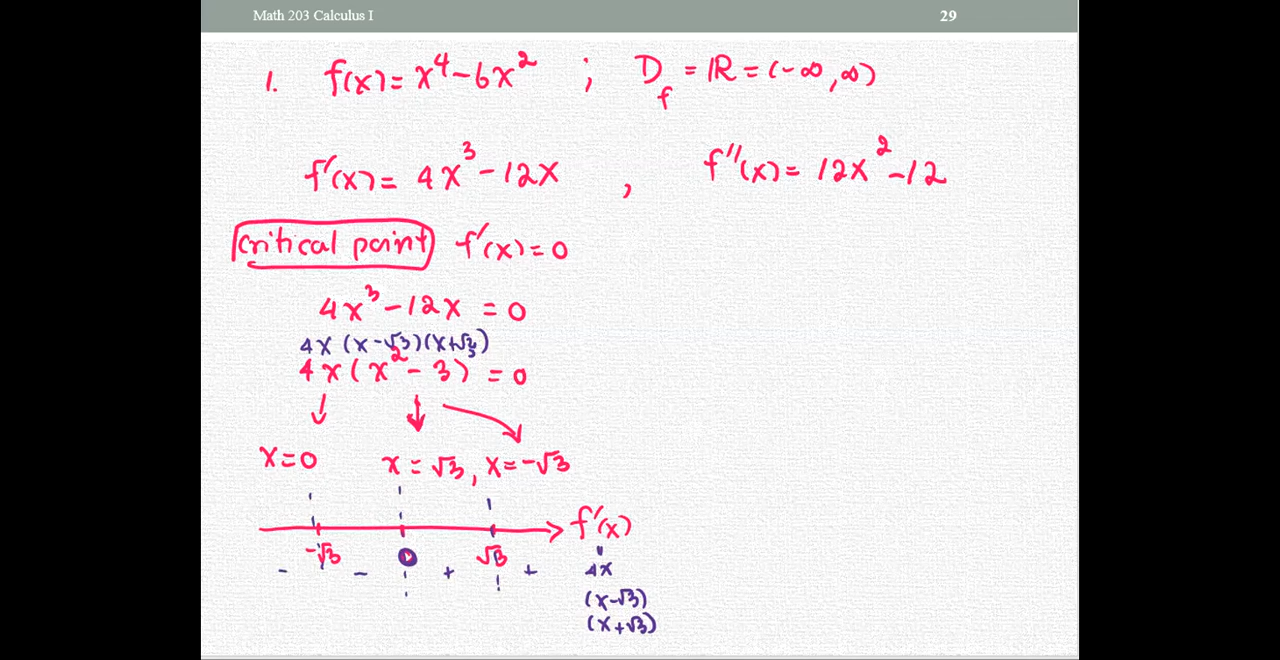 Math 203 Calculus I 29
1. f(x) = x⁴ - 6x² ; D_f = ℝ = (-∞, ∞)
f'(x) = 4x³ - 12x , f''(x) = 12x² - 12
Critical point f'(x) = 0
4x³ - 12x = 0
4x (x - √3)(x + √3)
4x (x² - 3) = 0
x = 0 x = √3, x = -√3
f'(x)
-√3 0 √3
- - + + 4x
(x - √3)
(x + √3)